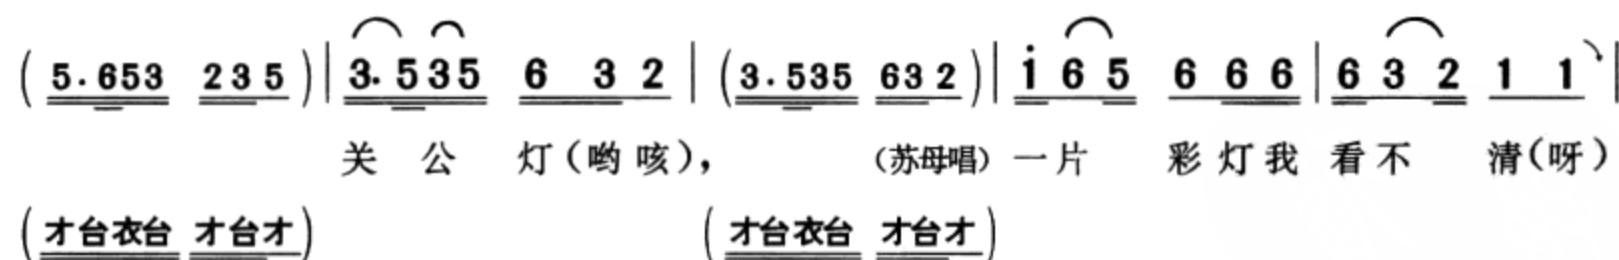 ( 5·653 235 ) | 3·535 6 3 2 | ( 3·535 632 ) | i 6 5 6 6 6 | 6 3 2 1 1 |
关 公 灯(哟 咳), (苏母唱) 一片 彩灯我 看不 清(呀)
(才台衣台 才台才) (才台衣台 才台才)